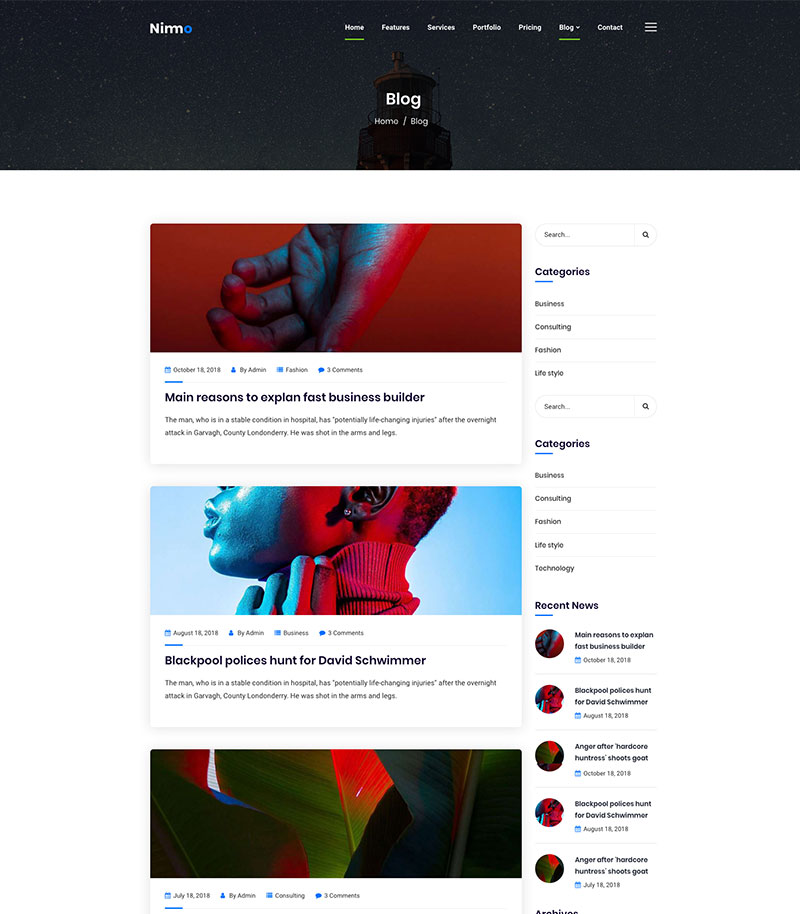 Nimmo
Home Features Services Portfolio Pricing Blog Contact
Blog
Home / Blog
October 18, 2018 By Admin Fashion 3 Comments
Main reasons to explan fast business builder
The man, who is in a stable condition in hospital, has "potentially life-changing injuries" after the overnight
attack in Garvagh, County Londonderry. He was shot in the arms and legs.
August 18, 2018 By Admin Business 3 Comments
Blackpool polices hunt for David Schwimmer
The man, who is in a stable condition in hospital, has "potentially life-changing injuries" after the overnight
attack in Garvagh, County Londonderry. He was shot in the arms and legs.
July 18, 2018 By Admin Consulting 3 Comments
Search...
Categories
Business
Consulting
Fashion
Life style
Search...
Categories
Business
Consulting
Fashion
Life style
Technology
Recent News
Main reasons to explan
fast business builder
October 18, 2018
Blackpool polices hunt
for David Schwimmer
August 18, 2018
Anger after 'hardcore
huntress' shoots goat
October 18, 2018
Blackpool polices hunt
for David Schwimmer
August 18, 2018
Anger after 'hardcore
huntress' shoots goat
July 18, 2018
Archives